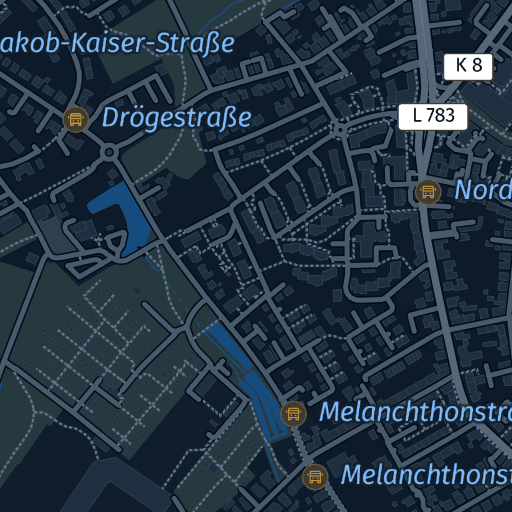 akob-Kaiser-Straße
K 8
L 783
Drögestraße
Nord
Melanchthonstra
Melanchthonst